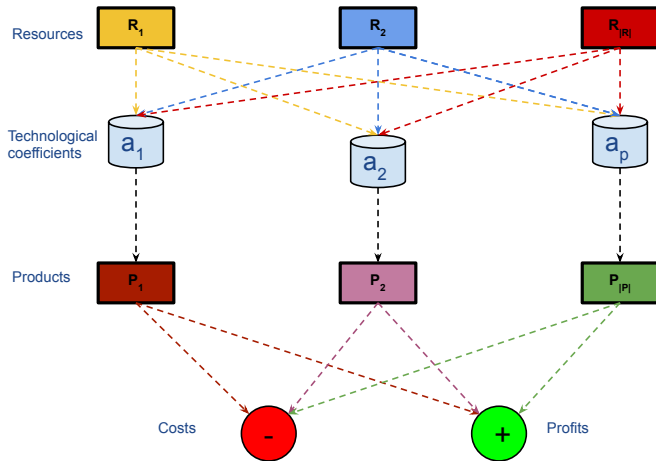 Resources
R1
R2
R|R|
Technological
coefficients
a1
a2
ap
Products
P1
P2
P|P|
Costs
-
+
Profits